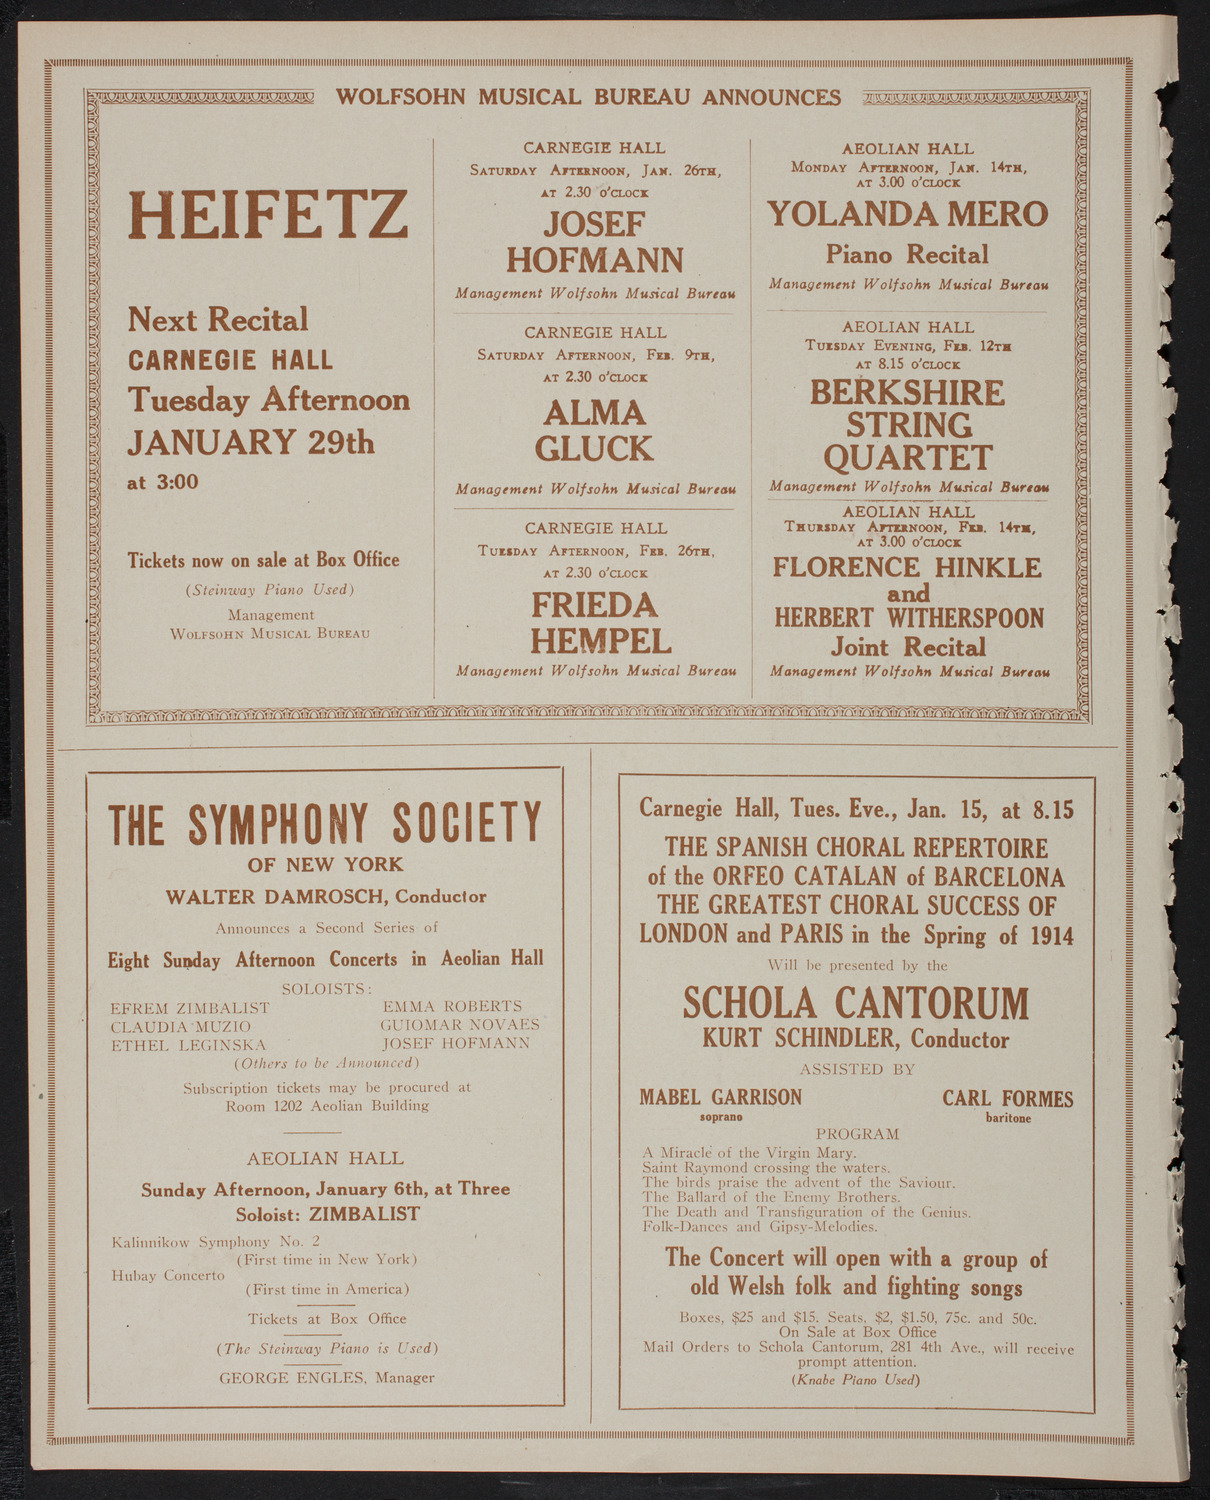 WOLFSOHN MUSICAL BUREAU ANNOUNCES
HEIFETZ
Next Recital
CARNEGIE HALL
Tuesday Afternoon
JANUARY 29th
at 3:00
Tickets now on sale at Box Office
(Steinway Piano Used)
Management
WOLFSOHN MUSICAL BUREAU
CARNEGIE HALL
SATURDAY AFTERNOON, JAN. 26TH,
AT 2.30 O'CLOCK
JOSEF
HOFMANN
Management Wolfsohn Musical Bureau
CARNEGIE HALL
SATURDAY AFTERNOON, FEB. 9TH,
AT 2.30 O'CLOCK
ALMA
GLUCK
Management Wolfsohn Musical Bureau
CARNEGIE HALL
TUESDAY AFTERNOON, FEB. 26TH,
AT 2.30 O'CLOCK
FRIEDA
HEMPEL
Management Wolfsohn Musical Bureau
AEOLIAN HALL
MONDAY AFTERNOON, JAN. 14TH,
AT 3.00 O'CLOCK
YOLANDA MERO
Piano Recital
Management Wolfsohn Musical Bureau
AEOLIAN HALL
TUESDAY EVENING, FEB. 12TH
AT 8.15 O'CLOCK
BERKSHIRE
STRING
QUARTET
Management Wolfsohn Musical Bureau
AEOLIAN HALL
THURSDAY AFTERNOON, FEB. 14TH,
AT 3.00 O'CLOCK
FLORENCE HINKLE
and
HERBERT WITHERSPOON
Joint Recital
Management Wolfsohn Musical Bureau
THE SYMPHONY SOCIETY
OF NEW YORK
WALTER DAMROSCH, Conductor
Announces a Second Series of
Eight Sunday Afternoon Concerts in Aeolian Hall
SOLOISTS:
EFREM ZIMBALIST EMMA ROBERTS
CLAUDIA MUZIO GUIOMAR NOVAES
ETHEL LEGINSKA JOSEF HOFMANN
(Others to be Announced)
Subscription tickets may be procured at
Room 1202 Aeolian Building
AEOLIAN HALL
Sunday Afternoon, January 6th, at Three
Soloist: ZIMBALIST
Kalinnikow Symphony No. 2
(First time in New York)
Hubay Concerto
(First time in America)
Tickets at Box Office
(The Steinway Piano is Used)
GEORGE ENGLES, Manager
Carnegie Hall, Tues. Eve., Jan. 15, at 8.15
THE SPANISH CHORAL REPERTOIRE
of the ORFEO CATALAN of BARCELONA
THE GREATEST CHORAL SUCCESS OF
LONDON and PARIS in the Spring of 1914
Will be presented by the
SCHOLA CANTORUM
KURT SCHINDLER, Conductor
ASSISTED BY
MABEL GARRISON CARL FORMES
soprano baritone
PROGRAM
A Miracle of the Virgin Mary.
Saint Raymond crossing the waters.
The birds praise the advent of the Saviour.
The Ballard of the Enemy Brothers.
The Death and Transfiguration of the Genius.
Folk-Dances and Gipsy-Melodies.
The Concert will open with a group of
old Welsh folk and fighting songs
Boxes, $25 and $15. Seats, $2, $1.50, 75c. and 50c.
On Sale at Box Office
Mail Orders to Schola Cantorum, 281 4th Ave., will receive
prompt attention.
(Knabe Piano Used)